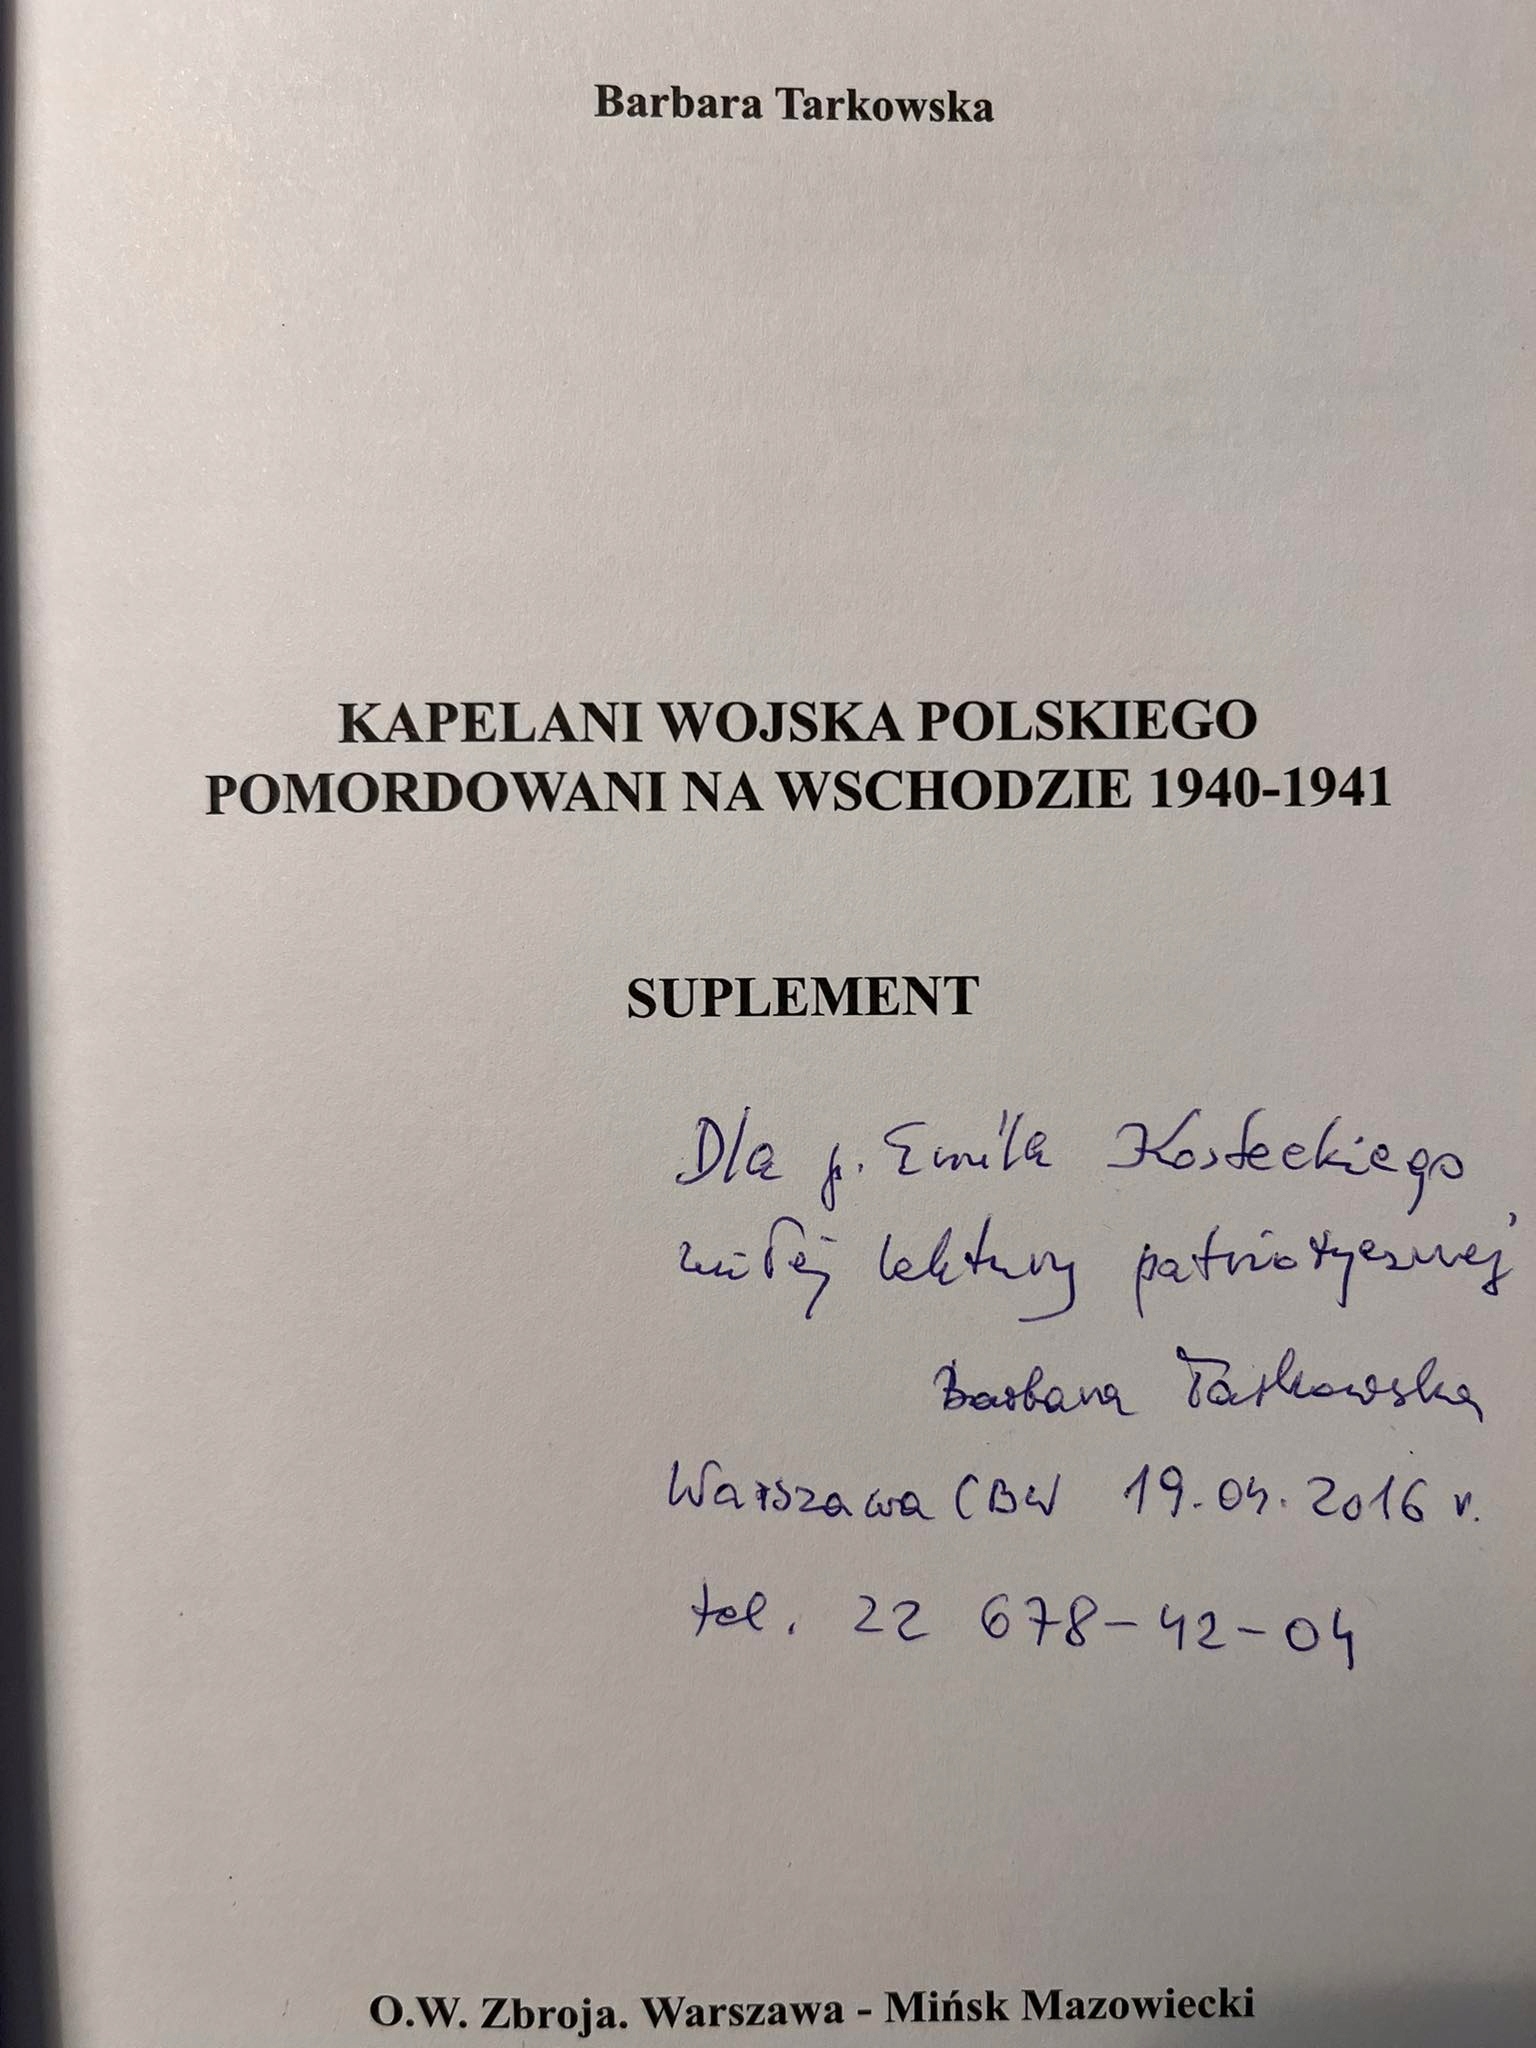 Barbara Tarkowska
KAPELANI WOJSKA POLSKIEGO
POMORDOWANI NA WSCHODZIE 1940-1941
SUPLEMENT
Dla p. Emila Kosteckiego
miłej lektury patriotycznej
Barbara Tarkowska
Warszawa CBW 19.04.2016 r.
tel. 22 678-42-04
O.W. Zbroja. Warszawa - Mińsk Mazowiecki